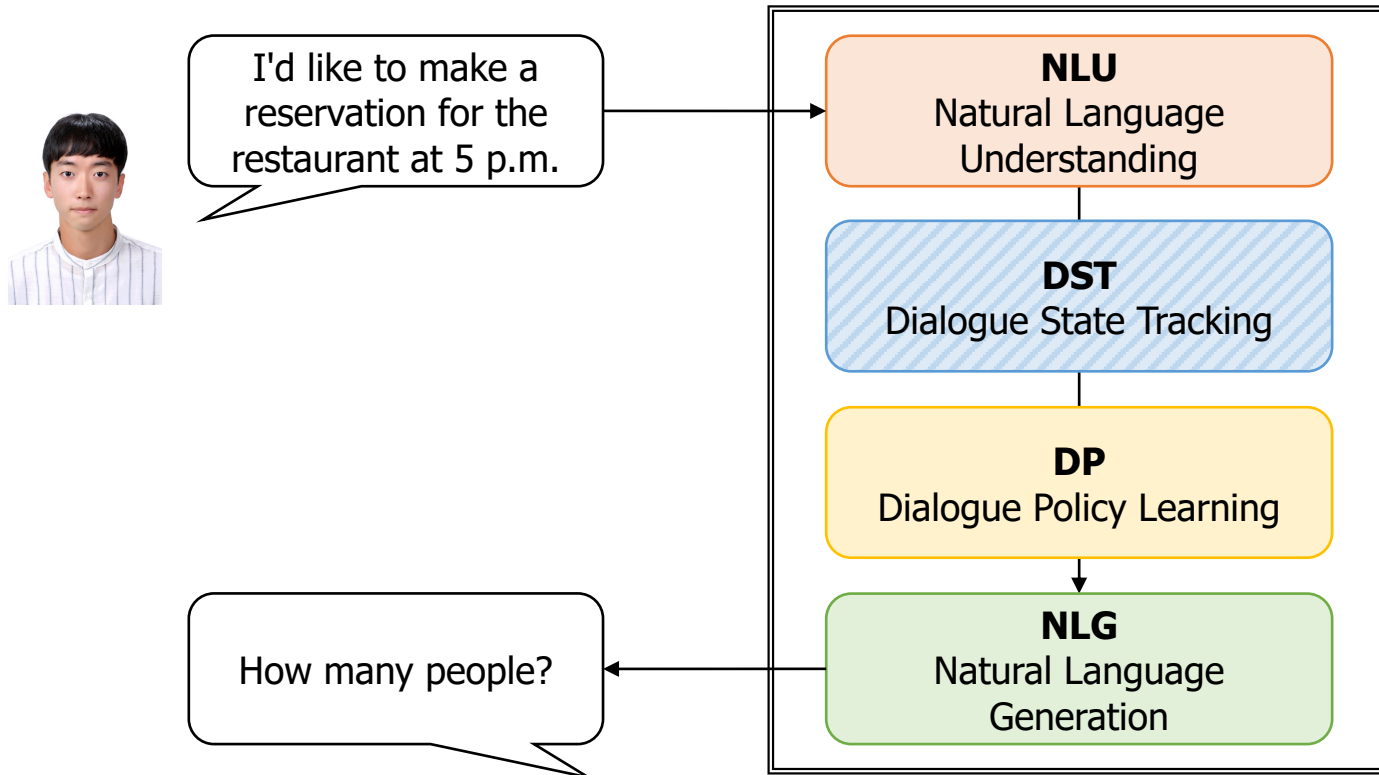 I'd like to make a
reservation for the
restaurant at 5 p.m.
NLU
Natural Language
Understanding
DST
Dialogue State Tracking
DP
Dialogue Policy Learning
NLG
Natural Language
Generation
How many people?